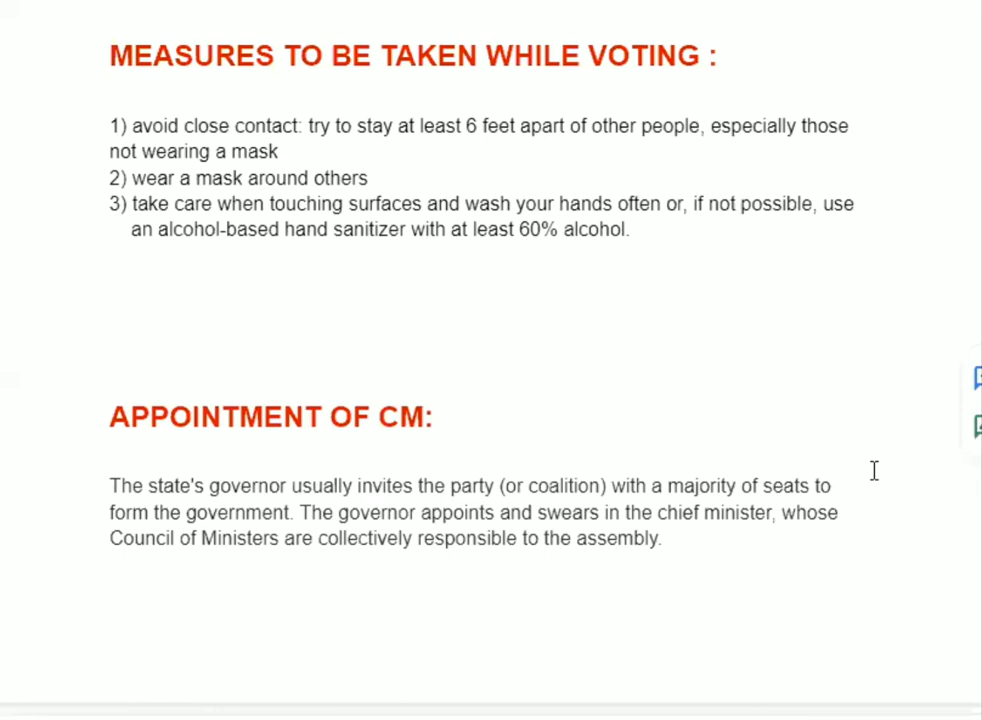 MEASURES TO BE TAKEN WHILE VOTING :
1) avoid close contact: try to stay at least 6 feet apart of other people, especially those
not wearing a mask
2) wear a mask around others
3) take care when touching surfaces and wash your hands often or, if not possible, use
an alcohol-based hand sanitizer with at least 60% alcohol.
APPOINTMENT OF CM:
The state's governor usually invites the party (or coalition) with a majority of seats to
form the government. The governor appoints and swears in the chief minister, whose
Council of Ministers are collectively responsible to the assembly.